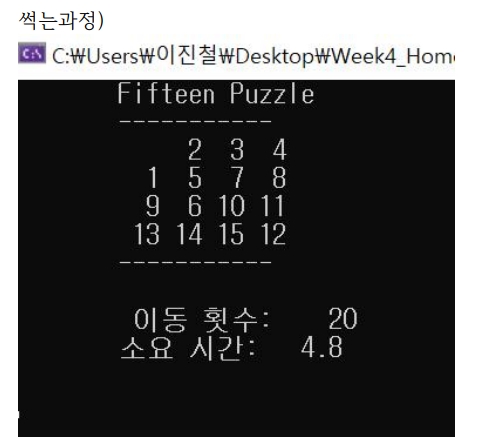 썩는과정)
C:\Users\이진철\Desktop\Week4_Hom
Fifteen Puzzle
-----------
2 3 4
1 5 7 8
9 6 10 11
13 14 15 12
-----------
이동 횟수: 20
소요 시간: 4.8